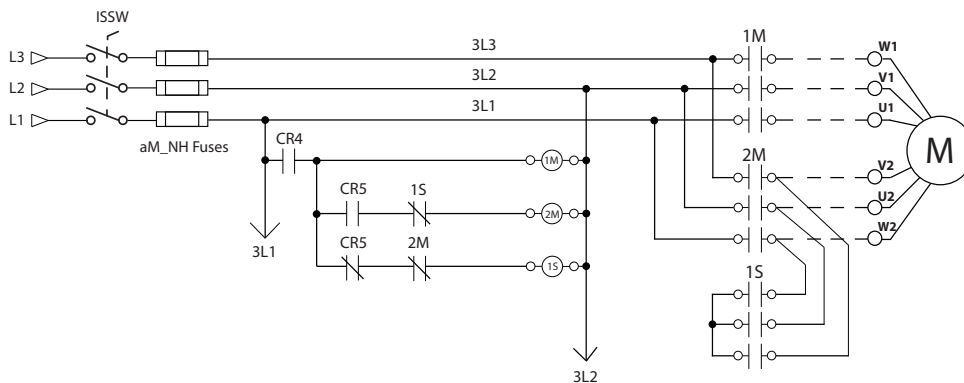 ISSW
L3
3L3
1M
W1
L2
3L2
V1
L1
3L1
U1
aM_NH Fuses
CR4
1M
2M
M
V2
CR5
1S
2M
U2
W2
3L1
CR5
2M
1S
1S
3L2